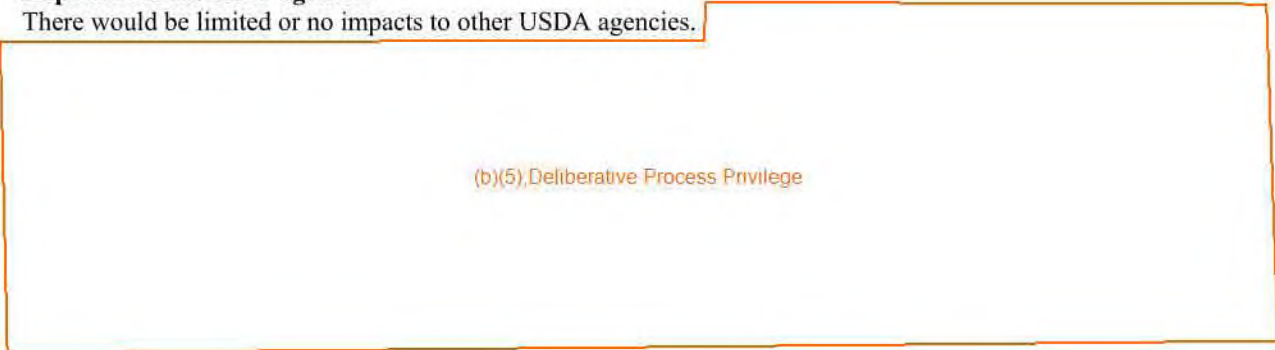 There would be limited or no impacts to other USDA agencies.
(b)(5);Deliberative Process Privilege